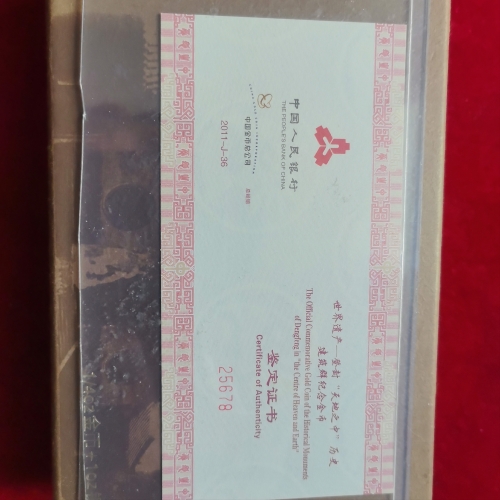 中国人民银行
THE PEOPLE'S BANK OF CHINA
中国金币总公司
2011-J-36
世界遗产—登封“天地之中”历史
建筑群纪念金币
The Official Commemorative Gold Coin of the Historical Monuments
of Dengfeng in "the Centre of Heaven and Earth"
鉴定证书
Certificate of Authenticity
25678